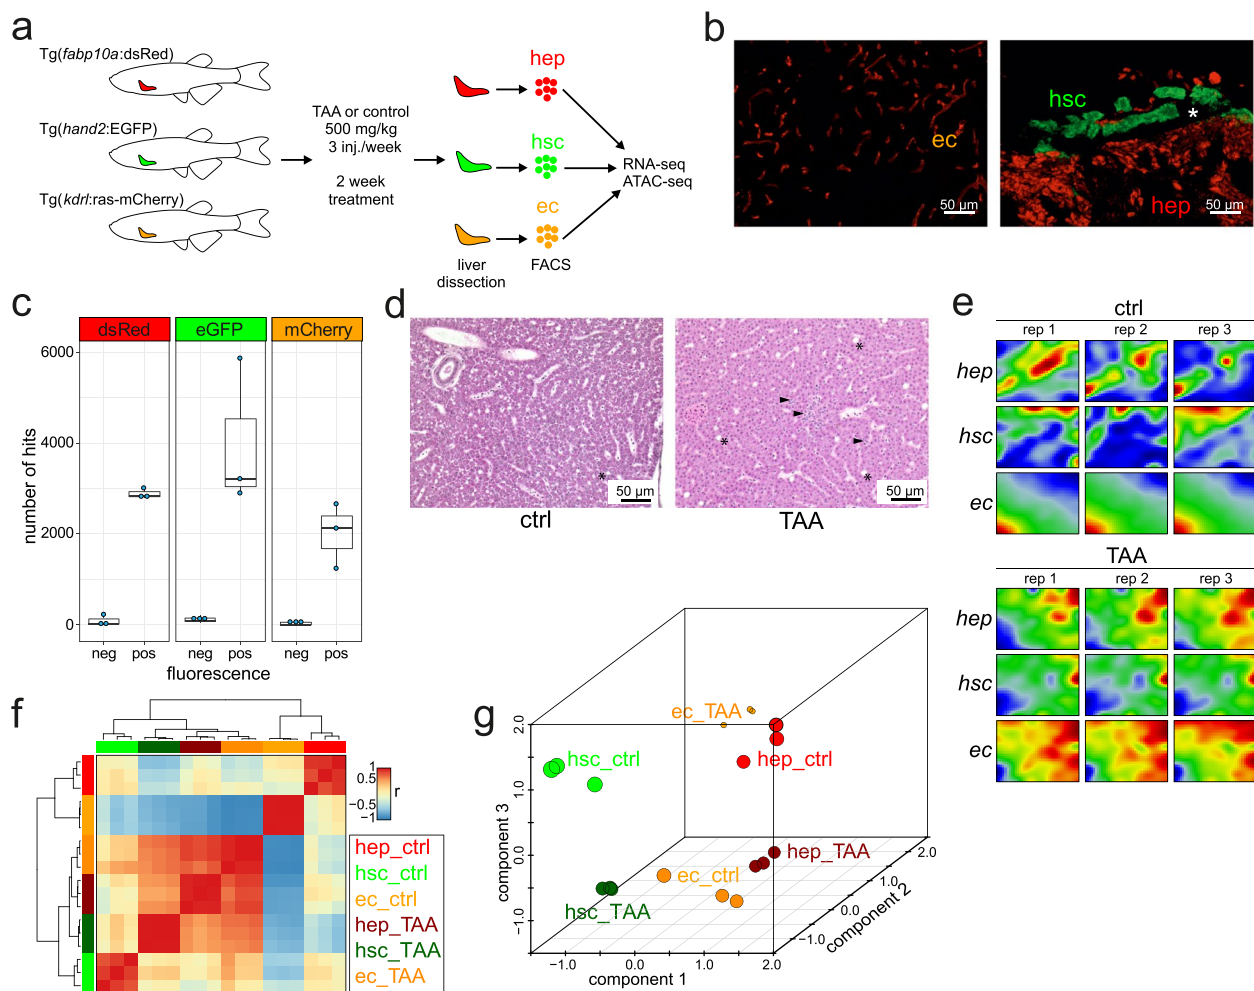 a
Tg(fabp10a:dsRed)
Tg(hand2:EGFP)
Tg(kdrl:ras-mCherry)
TAA or control
500 mg/kg
3 inj./week
2 week
treatment
hep
hsc
ec
liver
dissection
FACS
RNA-seq
ATAC-seq
b
ec
50 µm
hsc
*
hep
50 µm
c
dsRed eGFP mCherry
number of hits
6000
4000
2000
0
neg pos neg pos neg pos
fluorescence
d
*
50 µm
ctrl
*
*
*
50 µm
TAA
e
ctrl
rep 1 rep 2 rep 3
hep
hsc
ec
TAA
rep 1 rep 2 rep 3
hep
hsc
ec
f
1
0.5
−0.5
−1
r
hep_ctrl
hsc_ctrl
ec_ctrl
hep_TAA
hsc_TAA
ec_TAA
g
component 3
2.0
1.0
0.0
−1.0
−1.0 0.0 1.0 2.0
component 1
−1.0 0.0 1.0 2.0
component 2
ec_TAA
hsc_ctrl
hep_ctrl
hep_TAA
ec_ctrl
hsc_TAA